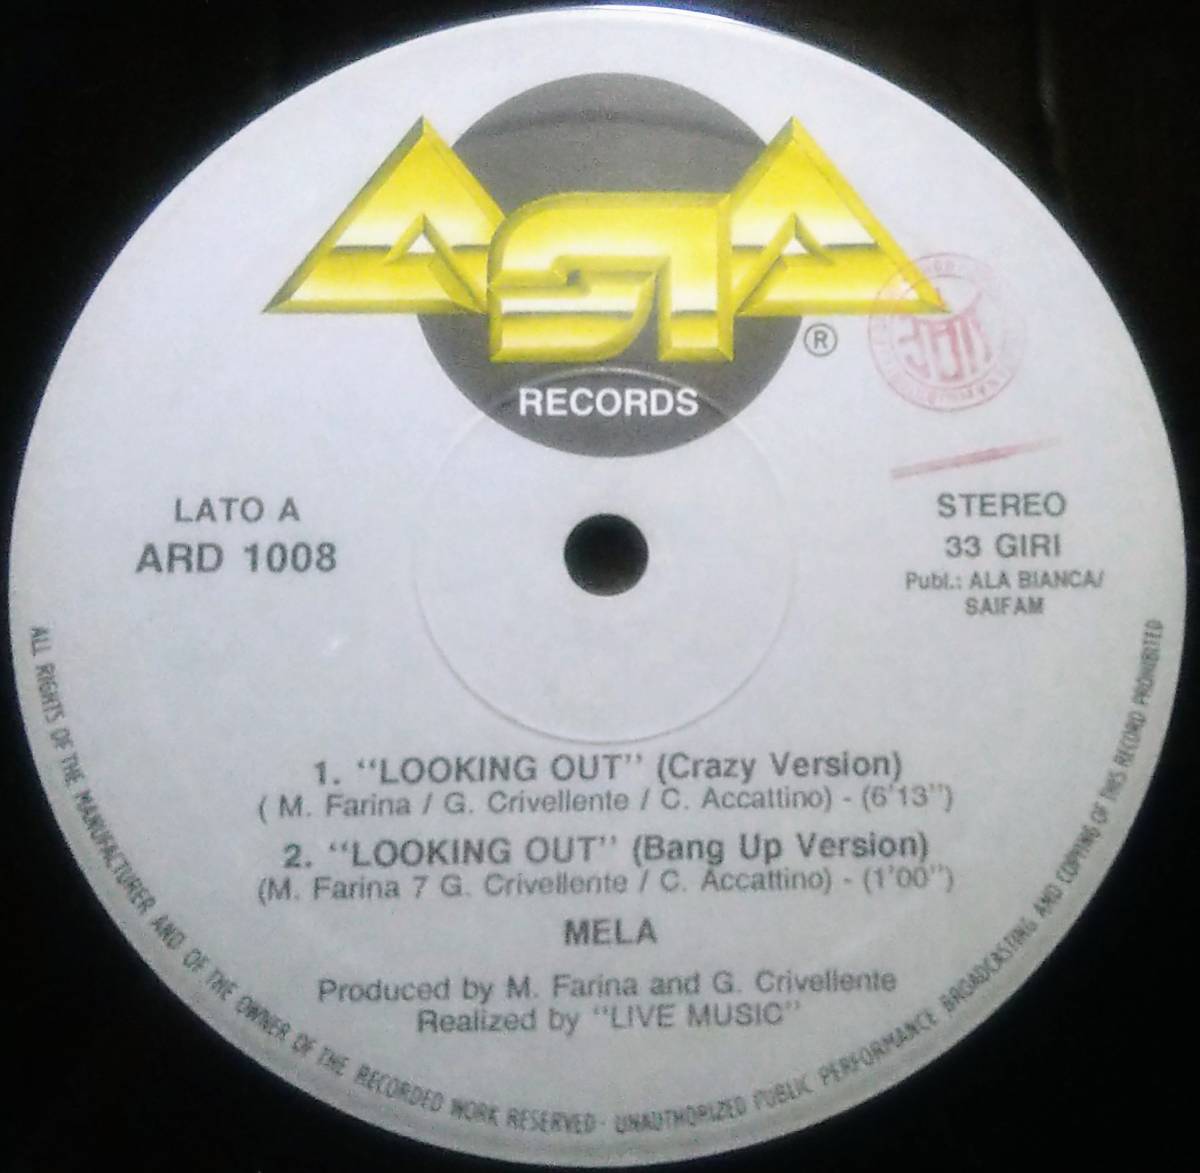 ASIA
®
RECORDS
LATO A
ARD 1008
STEREO
33 GIRI
Publ.: ALA BIANCA/
SAIFAM
1. "LOOKING OUT" (Crazy Version)
( M. Farina / G. Crivellente / C. Accattino) - (6'13")
2. "LOOKING OUT" (Bang Up Version)
(M. Farina 7 G. Crivellente / C. Accattino) - (1'00")
MELA
Produced by M. Farina and G. Crivellente
Realized by "LIVE MUSIC"
ALL RIGHTS OF THE MANUFACTURER AND OF THE OWNER OF THE RECORDED WORK RESERVED - UNAUTHORIZED PUBLIC PERFORMANCE BROADCASTING AND COPYING OF THIS RECORD PROHIBITED